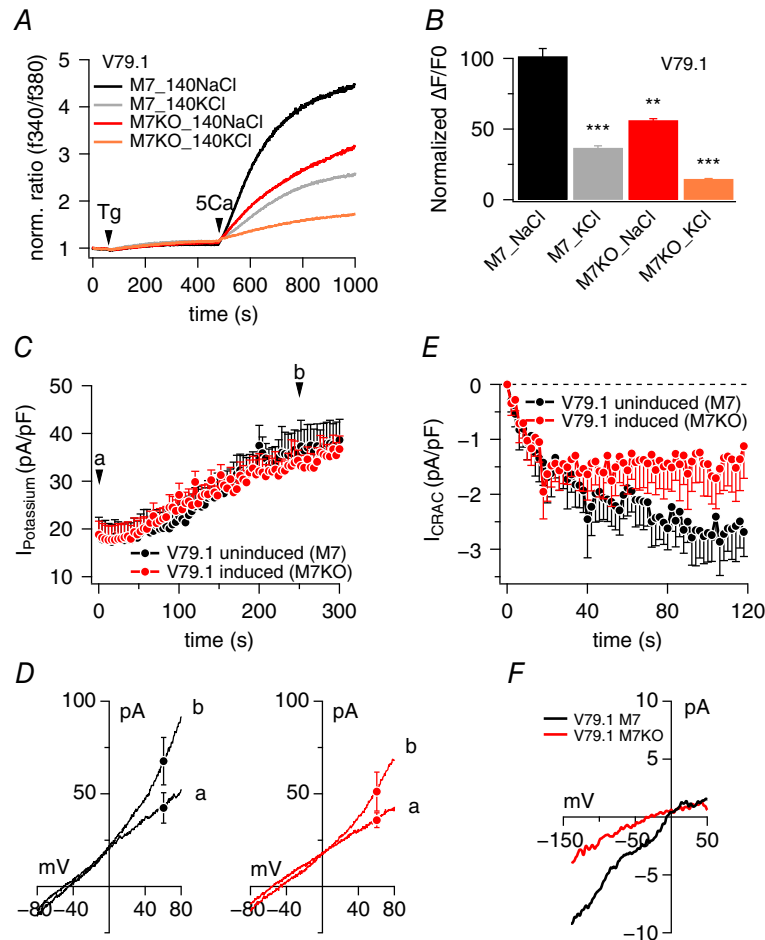 A
V79.1
M7_140NaCl
M7_140KCl
M7KO_140NaCl
M7KO_140KCl
norm. ratio (f340/f380)
5
4
3
2
1
Tg
5Ca
0 200 400 600 800 1000
time (s)
B
V79.1
Normalized ΔF/F0
100
50
0
**
***
***
M7_NaCl
M7_KCl
M7KO_NaCl
M7KO_KCl
C
b
a
I Potassium (pA/pF)
50
40
30
20
10
V79.1 uninduced (M7)
V79.1 induced (M7KO)
0 100 200 300
time (s)
E
I CRAC (pA/pF)
0
−1
−2
−3
V79.1 uninduced (M7)
V79.1 induced (M7KO)
0 40 80 120
time (s)
D
100
pA
b
50
a
mV
−80 −40 0 40 80
100
pA
b
50
a
mV
−80 −40 0 40 80
F
V79.1 M7
V79.1 M7KO
10
pA
5
mV
−150 −50 50
−5
−10